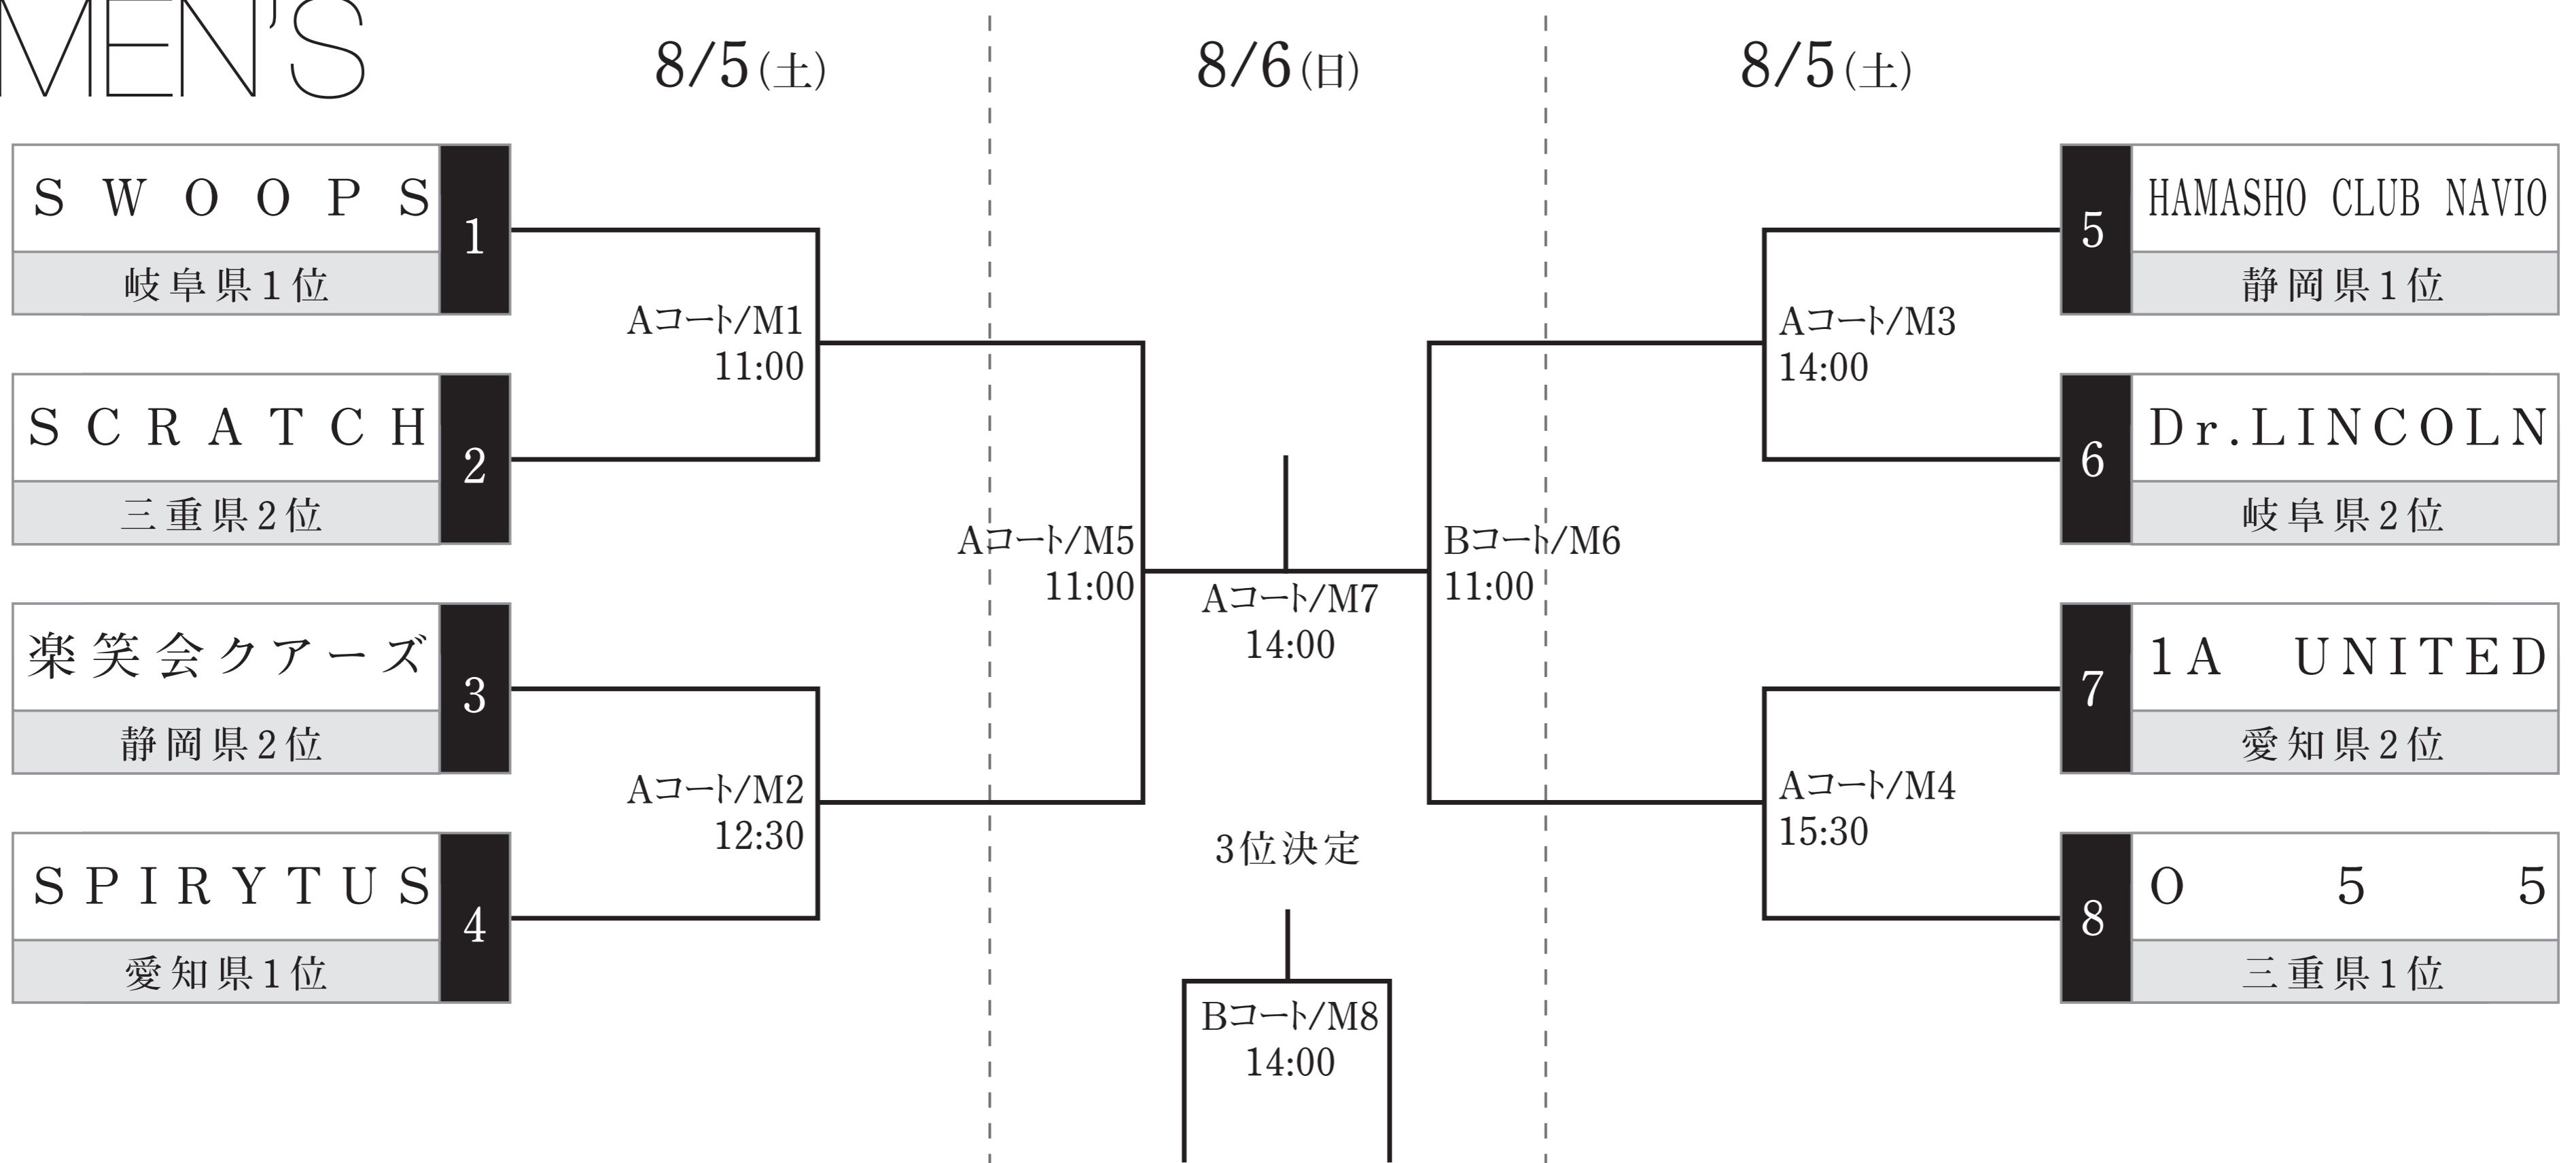 MEN'S
8/5(土)
8/6(日)
8/5(土)
SWOOPS
岐阜県1位
1
SCRATCH
三重県2位
2
楽笑会クアーズ
静岡県2位
3
SPIRYTUS
愛知県1位
4
Aコート/M1
11:00
Aコート/M2
12:30
Aコート/M5
11:00
Aコート/M7
14:00
Bコート/M6
11:00
3位決定
Bコート/M8
14:00
Aコート/M3
14:00
Aコート/M4
15:30
5
HAMASHO CLUB NAVIO
静岡県1位
6
Dr.LINCOLN
岐阜県2位
7
1A UNITED
愛知県2位
8
O55
三重県1位